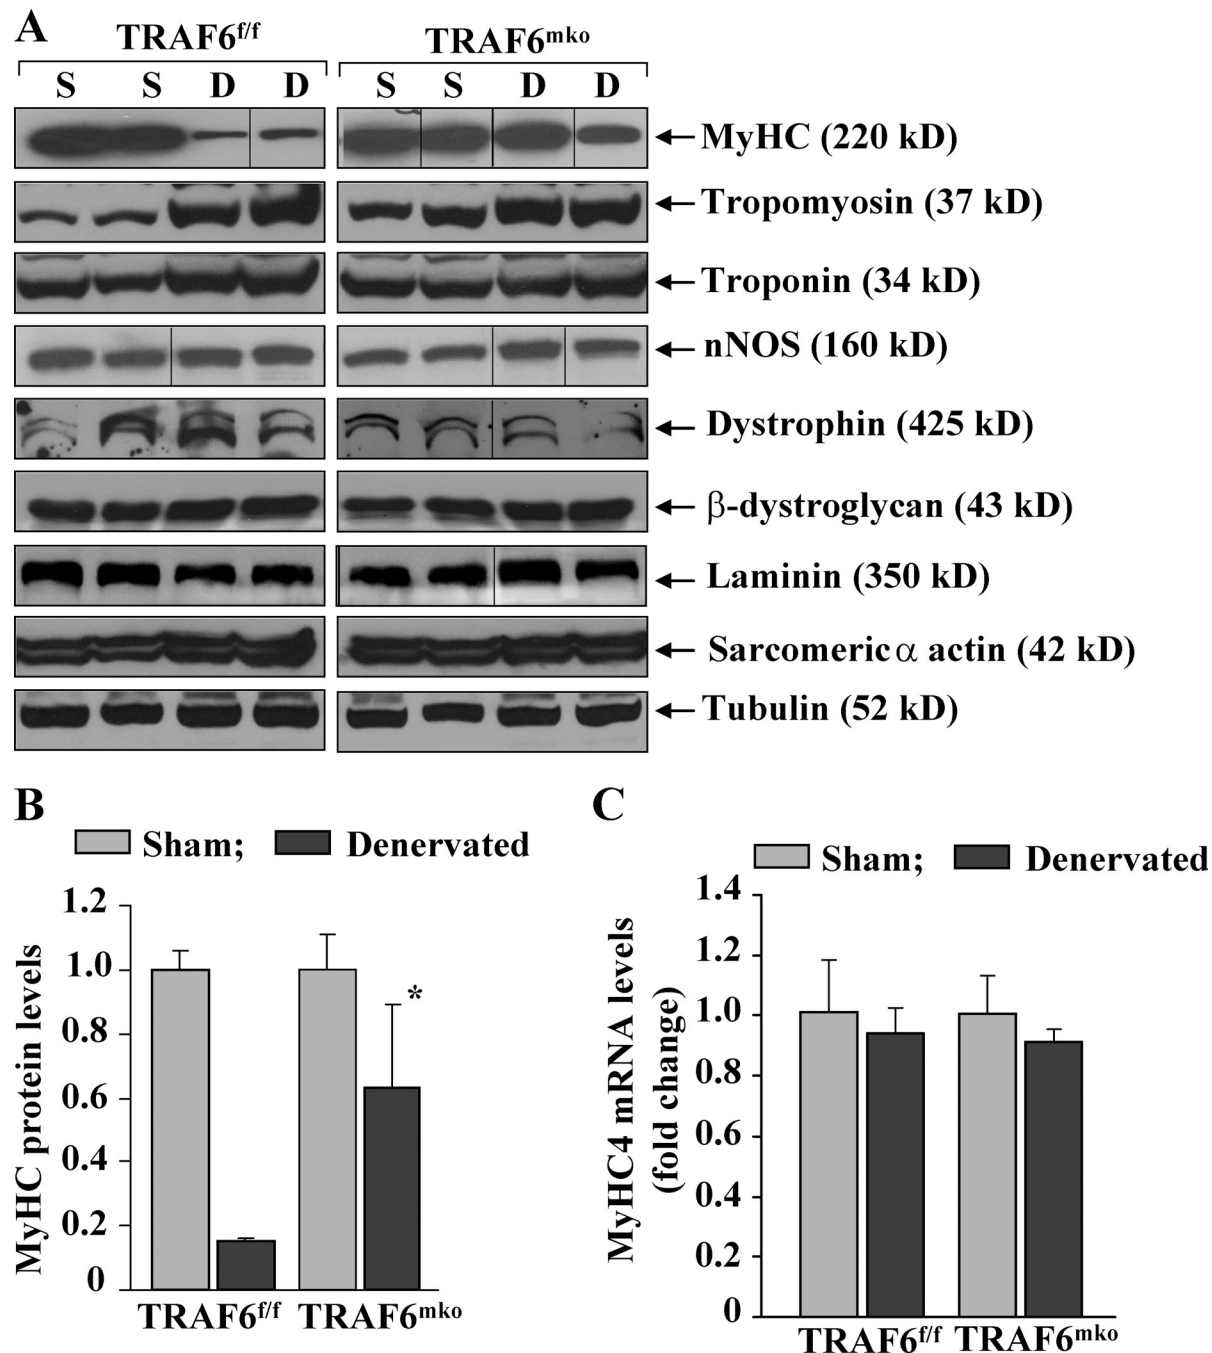 A
TRAF6f/f
TRAF6mko
S S D D
S S D D
MyHC (220 kD)
Tropomyosin (37 kD)
Troponin (34 kD)
nNOS (160 kD)
Dystrophin (425 kD)
β-dystroglycan (43 kD)
Laminin (350 kD)
Sarcomeric α actin (42 kD)
Tubulin (52 kD)
B
Sham; Denervated
MyHC protein levels
1.2
1.0
0.8
0.6
0.4
0.2
0
*
TRAF6f/f TRAF6mko
C
Sham; Denervated
MyHC4 mRNA levels
(fold change)
1.4
1.2
1.0
0.8
0.6
0.4
0.2
0
TRAF6f/f TRAF6mko